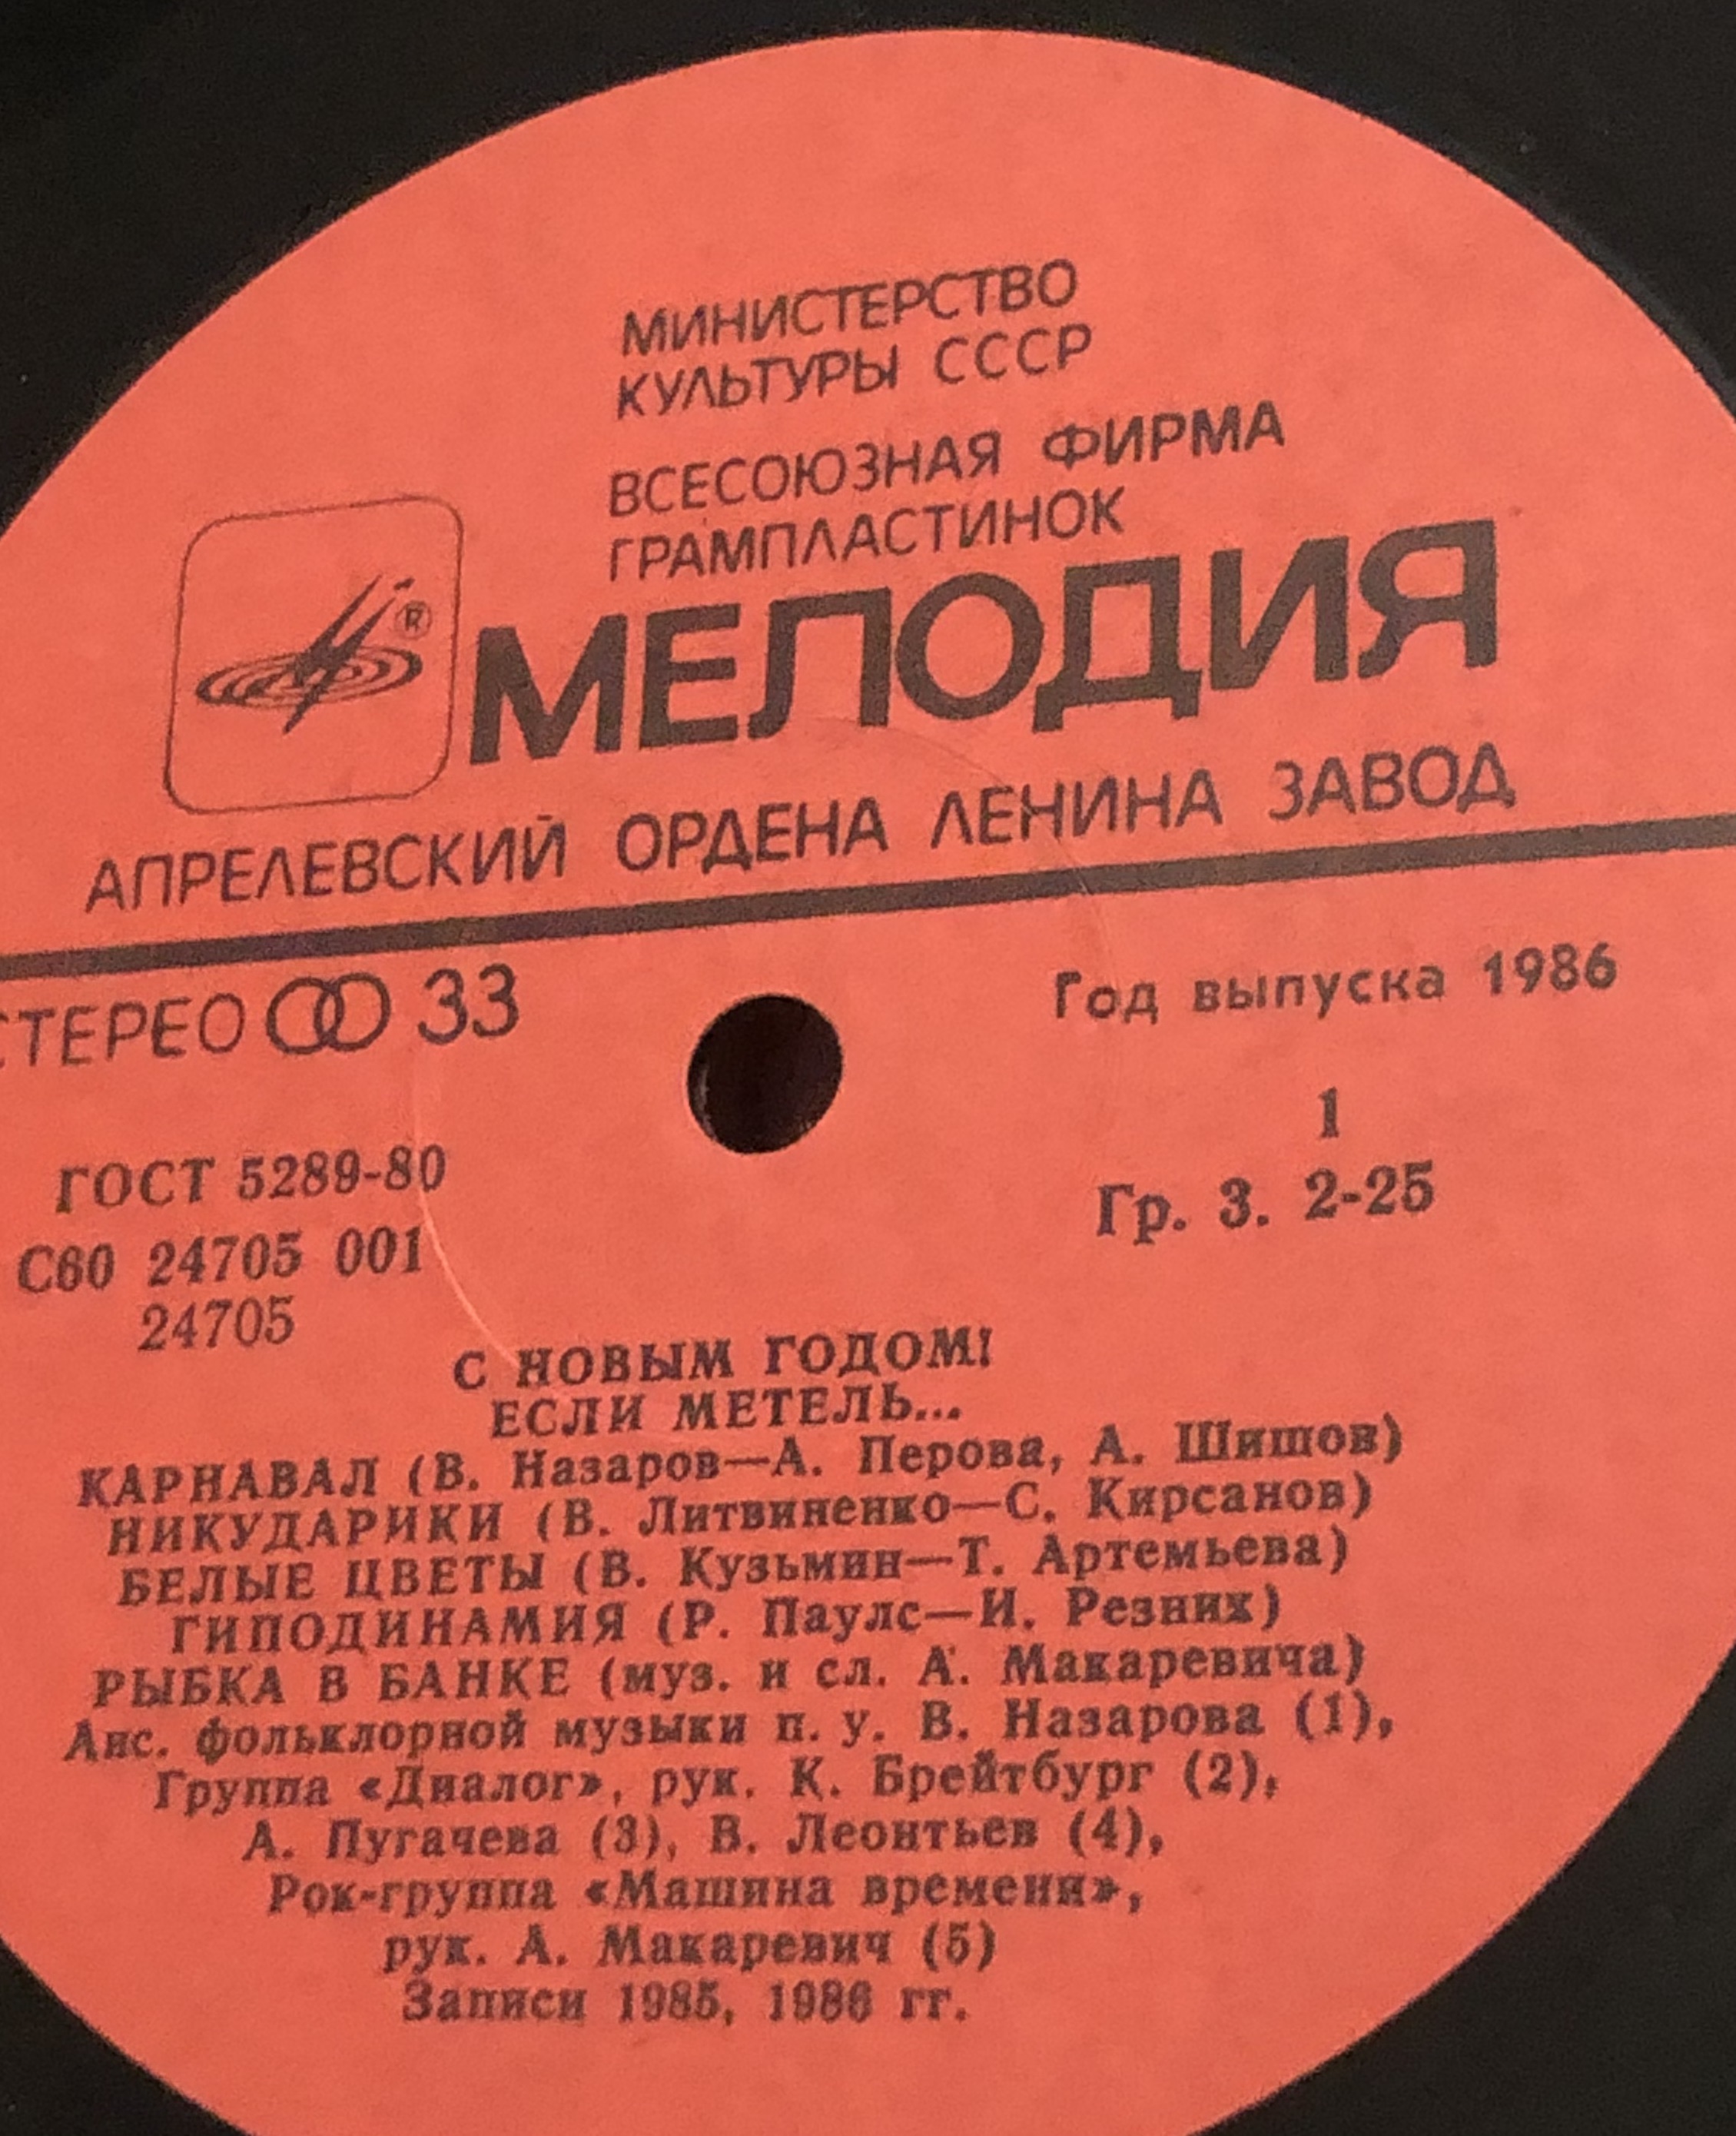 МИНИСТЕРСТВО
КУЛЬТУРЫ СССР
ВСЕСОЮЗНАЯ ФИРМА
ГРАМПЛАСТИНОК
®
МЕЛОДИЯ
АПРЕЛЕВСКИЙ ОРДЕНА ЛЕНИНА ЗАВОД
СТЕРЕО 33
Год выпуска 1986
ГОСТ 5289-80
1
С60 24705 001
Гр. 3. 2-25
24705
С НОВЫМ ГОДОМ!
ЕСЛИ МЕТЕЛЬ...
КАРНАВАЛ (В. Назаров—А. Перова, А. Шишов)
НИКУДАРИКИ (В. Литвиненко—С. Кирсанов)
БЕЛЫЕ ЦВЕТЫ (В. Кузьмин—Т. Артемьева)
ГИПОДИНАМИЯ (Р. Паулс—И. Резних)
РЫБКА В БАНКЕ (муз. и сл. А. Макаревича)
Анс. фольклорной музыки п. у. В. Назарова (1),
Группа «Диалог», рук. К. Брейтбург (2),
А. Пугачева (3), В. Леонтьев (4),
Рок-группа «Машина времени»,
рук. А. Макаревич (5)
Записи 1985, 1986 гг.